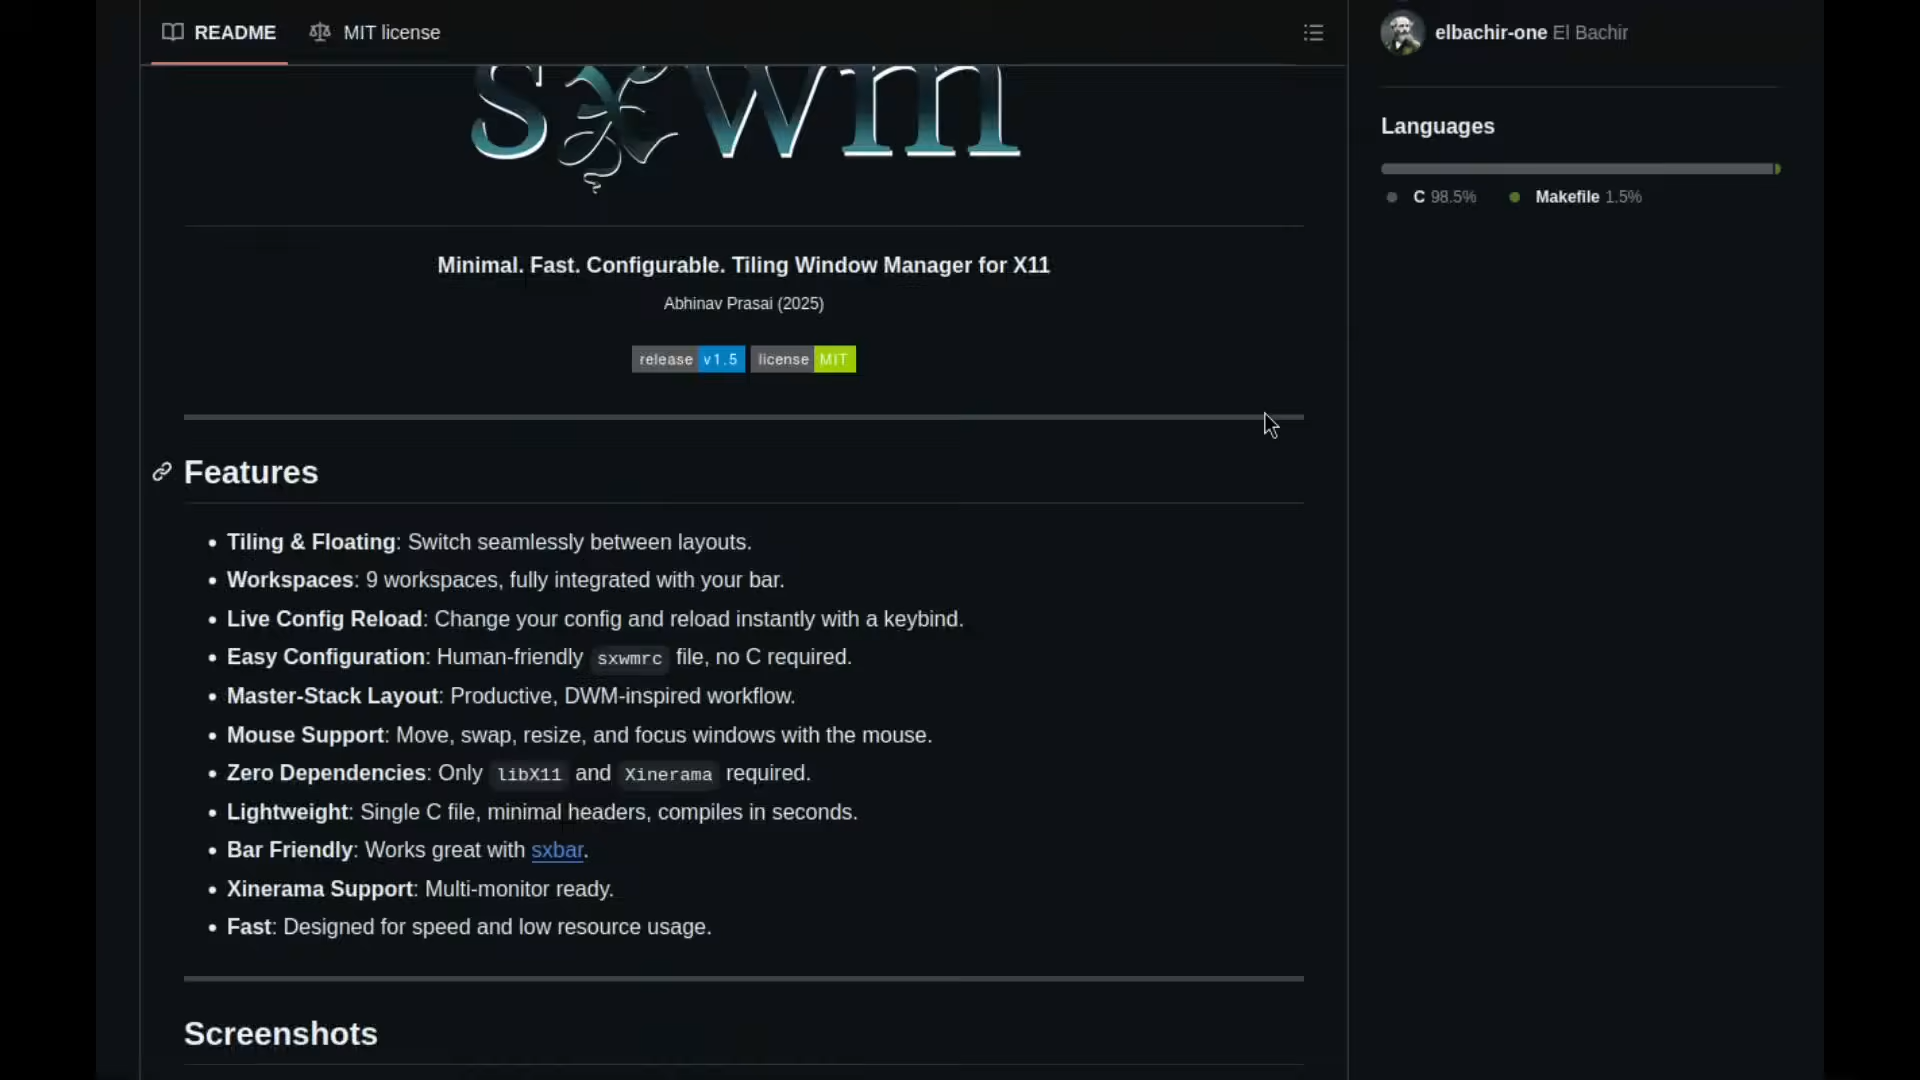 README
MIT license
elbachir-one El Bachir
sxwm
Languages
C 98.5%
Makefile 1.5%
Minimal. Fast. Configurable. Tiling Window Manager for X11
Abhinav Prasai (2025)
release v1.5 license MIT
Features
Tiling & Floating: Switch seamlessly between layouts.
Workspaces: 9 workspaces, fully integrated with your bar.
Live Config Reload: Change your config and reload instantly with a keybind.
Easy Configuration: Human-friendly sxwmrc file, no C required.
Master-Stack Layout: Productive, DWM-inspired workflow.
Mouse Support: Move, swap, resize, and focus windows with the mouse.
Zero Dependencies: Only libX11 and Xinerama required.
Lightweight: Single C file, minimal headers, compiles in seconds.
Bar Friendly: Works great with sxbar.
Xinerama Support: Multi-monitor ready.
Fast: Designed for speed and low resource usage.
Screenshots